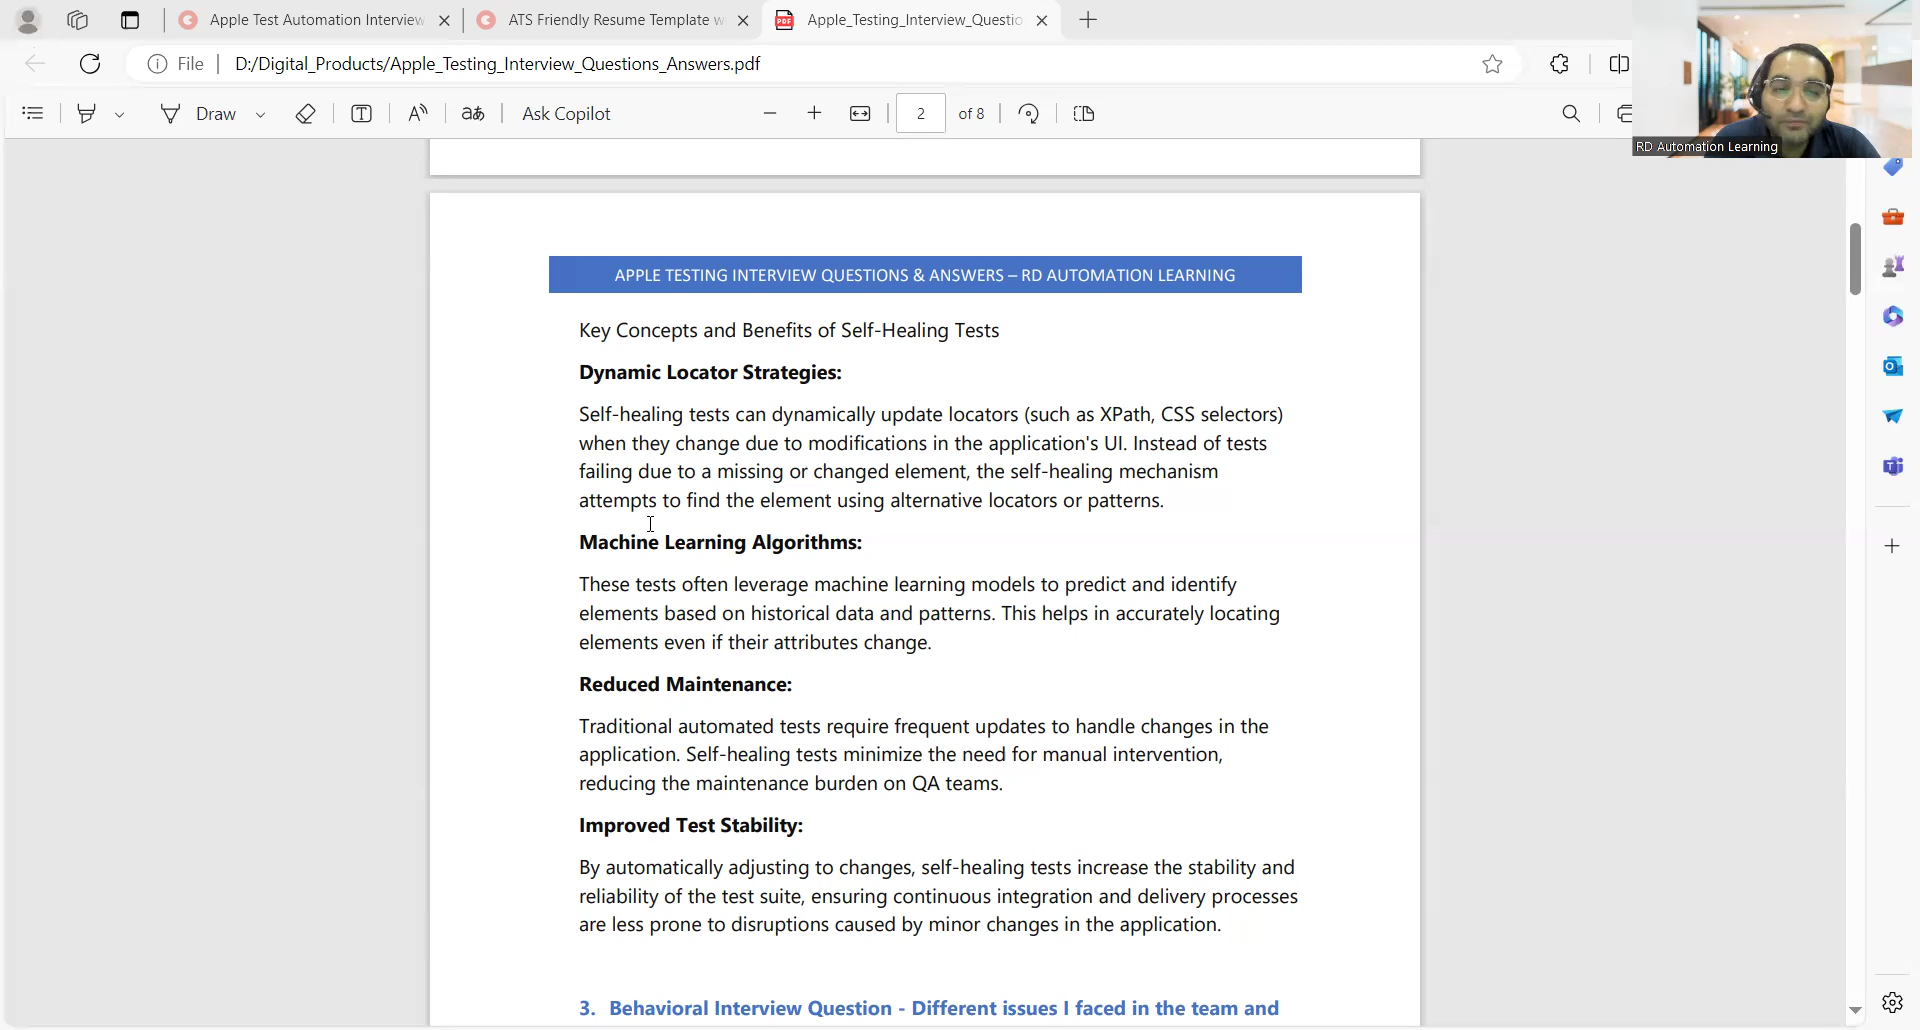 Apple Test Automation Interview
ATS Friendly Resume Template w
PDF
Apple_Testing_Interview_Questio
File
D:/Digital_Products/Apple_Testing_Interview_Questions_Answers.pdf
Draw
Ask Copilot
2
of 8
RD Automation Learning
APPLE TESTING INTERVIEW QUESTIONS & ANSWERS – RD AUTOMATION LEARNING
Key Concepts and Benefits of Self-Healing Tests
Dynamic Locator Strategies:
Self-healing tests can dynamically update locators (such as XPath, CSS selectors)
when they change due to modifications in the application's UI. Instead of tests
failing due to a missing or changed element, the self-healing mechanism
attempts to find the element using alternative locators or patterns.
Machine Learning Algorithms:
These tests often leverage machine learning models to predict and identify
elements based on historical data and patterns. This helps in accurately locating
elements even if their attributes change.
Reduced Maintenance:
Traditional automated tests require frequent updates to handle changes in the
application. Self-healing tests minimize the need for manual intervention,
reducing the maintenance burden on QA teams.
Improved Test Stability:
By automatically adjusting to changes, self-healing tests increase the stability and
reliability of the test suite, ensuring continuous integration and delivery processes
are less prone to disruptions caused by minor changes in the application.
3. Behavioral Interview Question - Different issues I faced in the team and